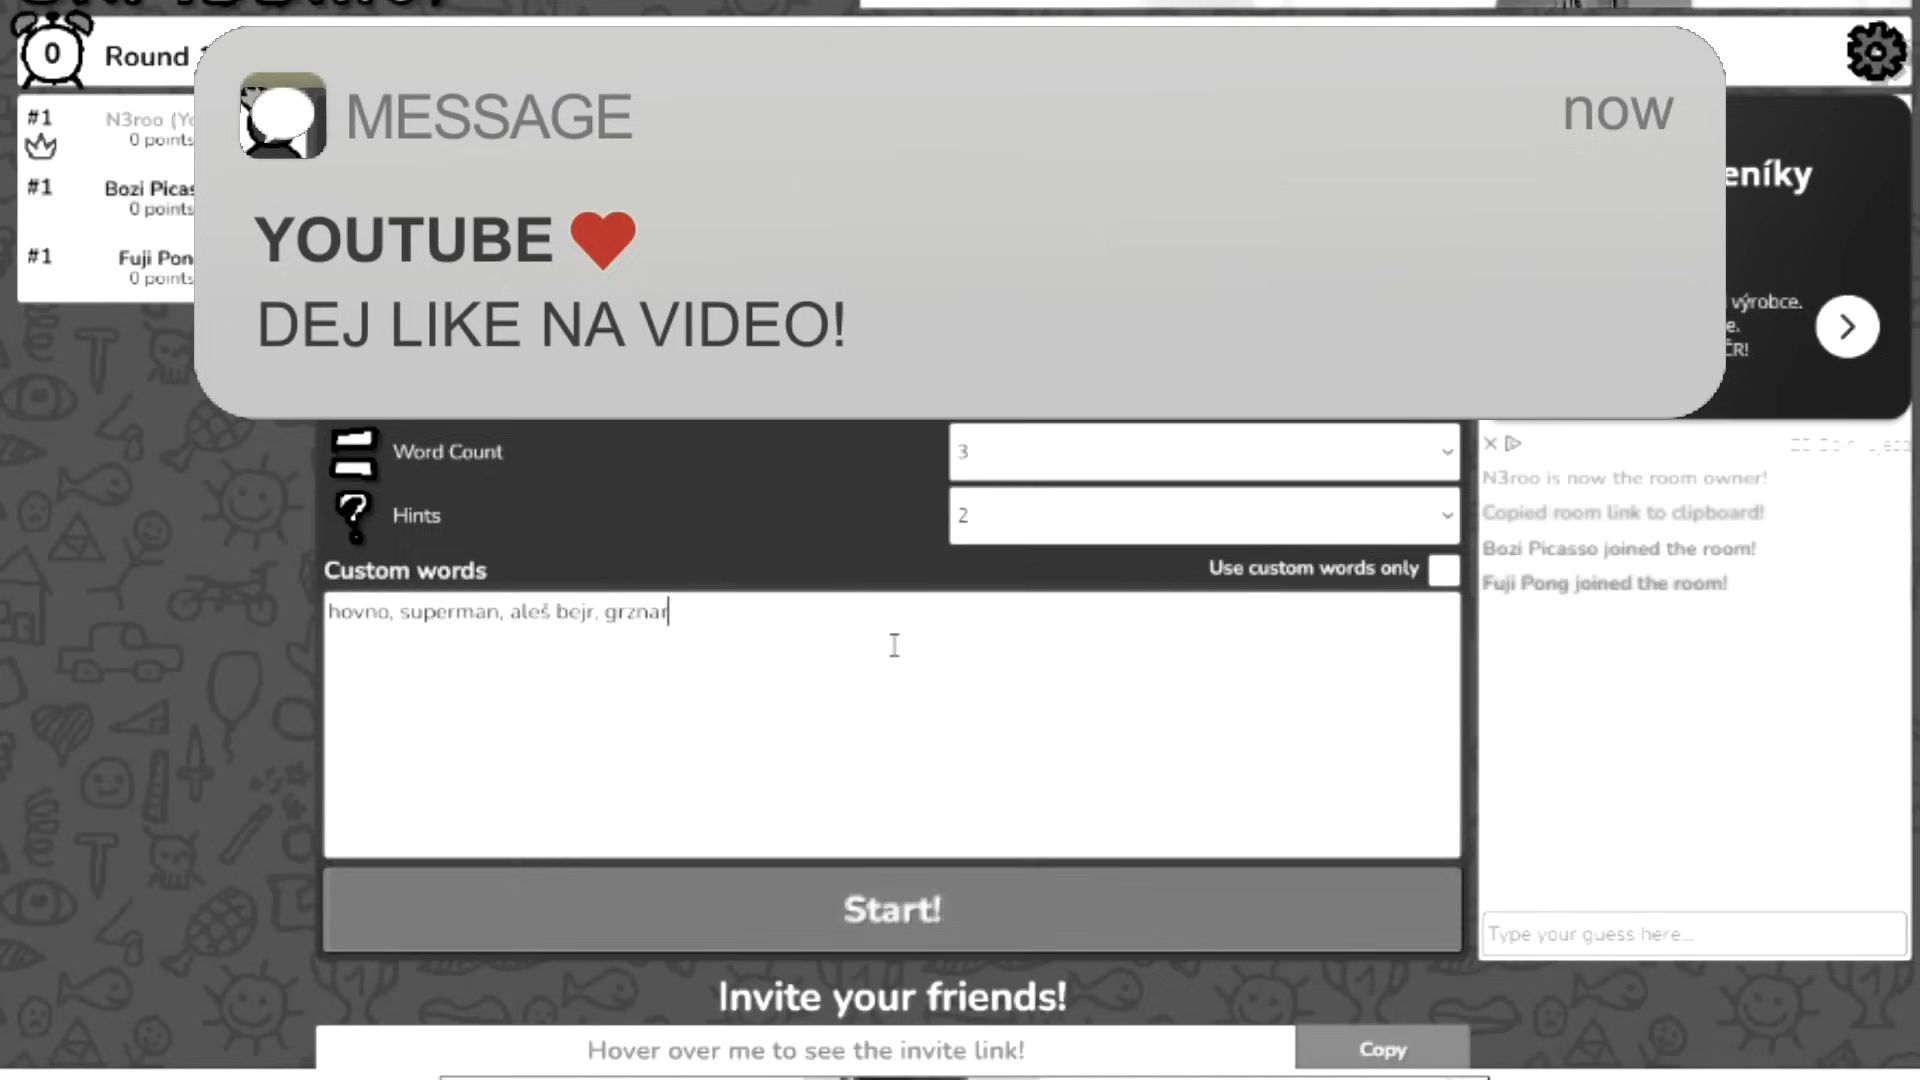 0
Round
MESSAGE
now
YOUTUBE ❤
DEJ LIKE NA VIDEO!
#1
N3roo (Yo
0 points
#1
Bozi Picas
0 points
#1
Fuji Pon
0 points
eníky
výrobce.
e.
ČR!
Word Count
3
Hints
2
Custom words
Use custom words only
hovno, superman, aleš bejr, grznar
Start!
N3roo is now the room owner!
Copied room link to clipboard!
Bozi Picasso joined the room!
Fuji Pong joined the room!
Type your guess here...
Invite your friends!
Hover over me to see the invite link!
Copy